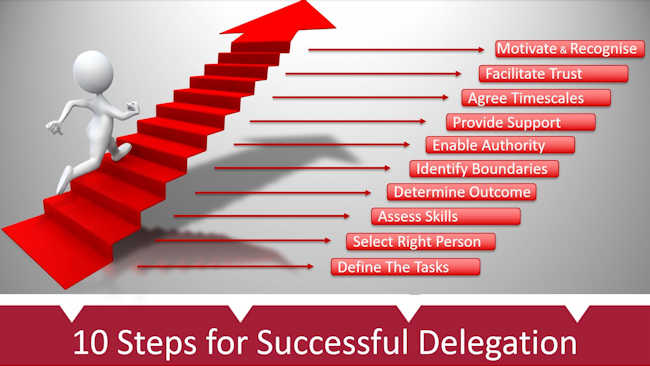 Motivate & Recognise
Facilitate Trust
Agree Timescales
Provide Support
Enable Authority
Identify Boundaries
Determine Outcome
Assess Skills
Select Right Person
Define The Tasks
10 Steps for Successful Delegation